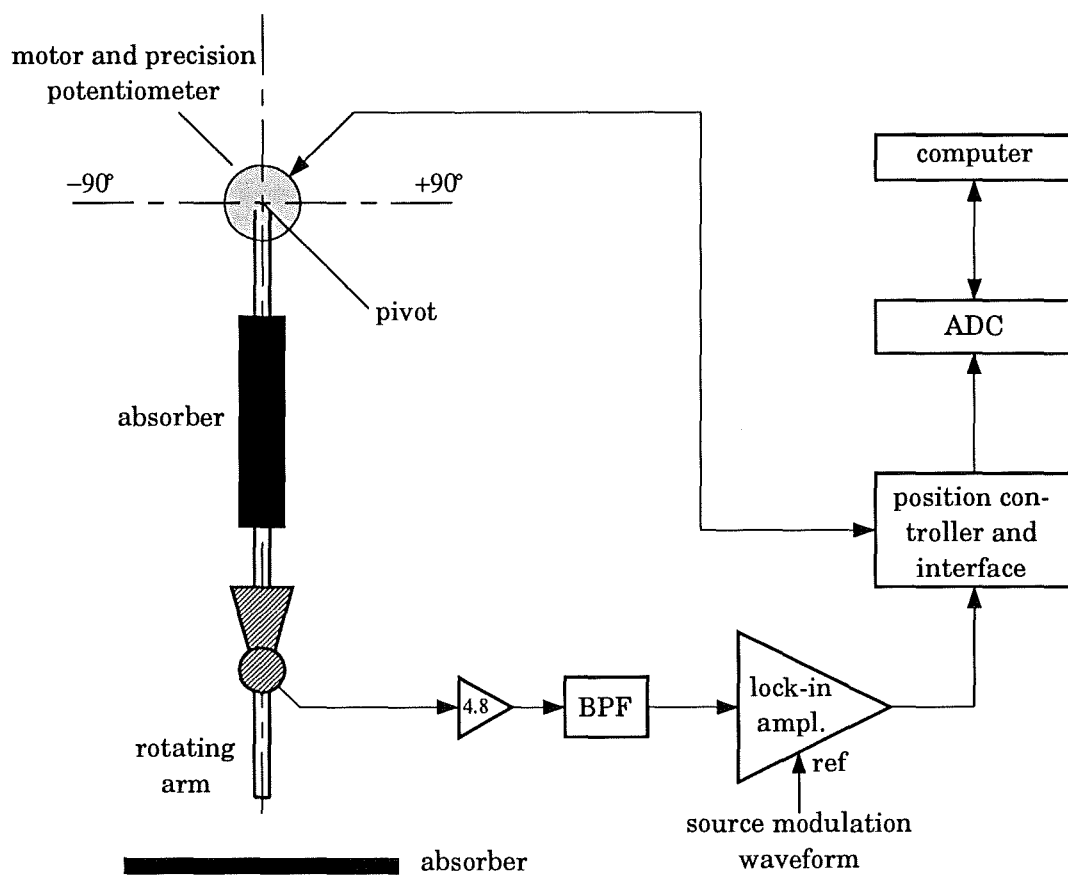 motor and precision
potentiometer
−90°
+90°
computer
pivot
ADC
absorber
position con-
troller and
interface
4.8
BPF
lock-in
ampl.
ref
rotating
arm
source modulation
waveform
absorber